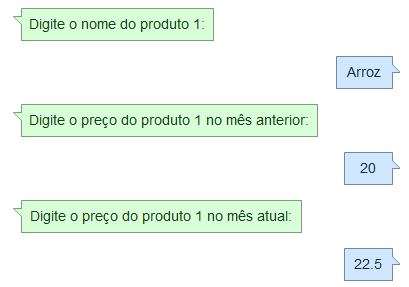 Digite o nome do produto 1:
Arroz
Digite o preço do produto 1 no mês anterior:
20
Digite o preço do produto 1 no mês atual:
22.5